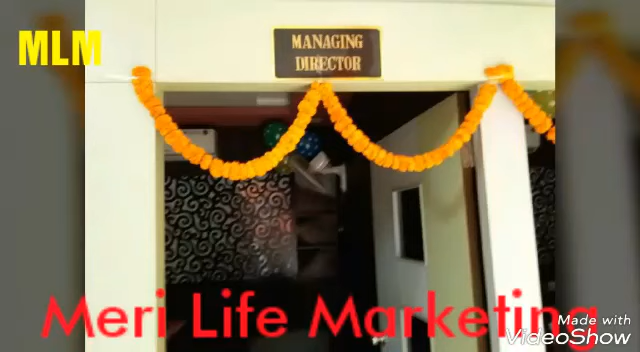 MLM
MANAGING
DIRECTOR
Meri Life Marketing
Made with
VideoShow